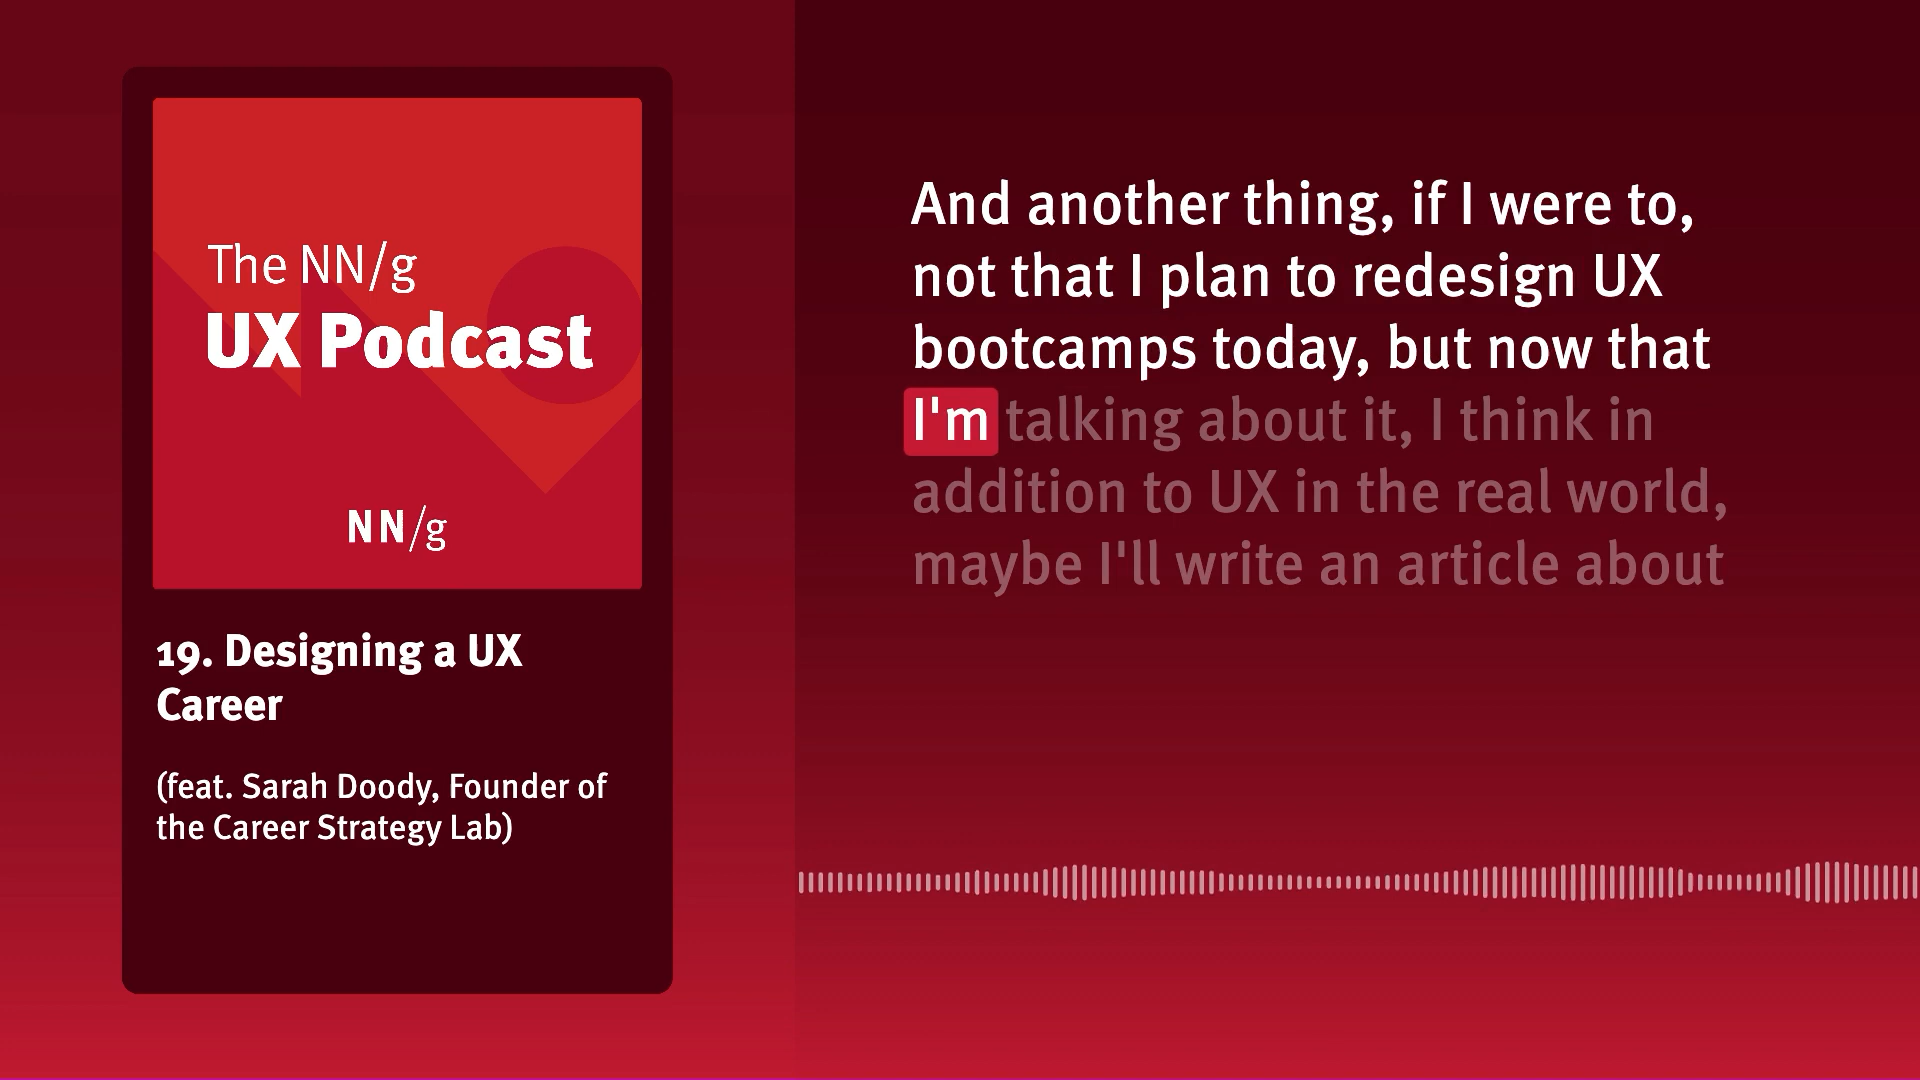 The NN/g
UX Podcast
NN/g
19. Designing a UX
Career
(feat. Sarah Doody, Founder of
the Career Strategy Lab)
And another thing, if I were to,
not that I plan to redesign UX
bootcamps today, but now that
I'm talking about it, I think in
addition to UX in the real world,
maybe I'll write an article about